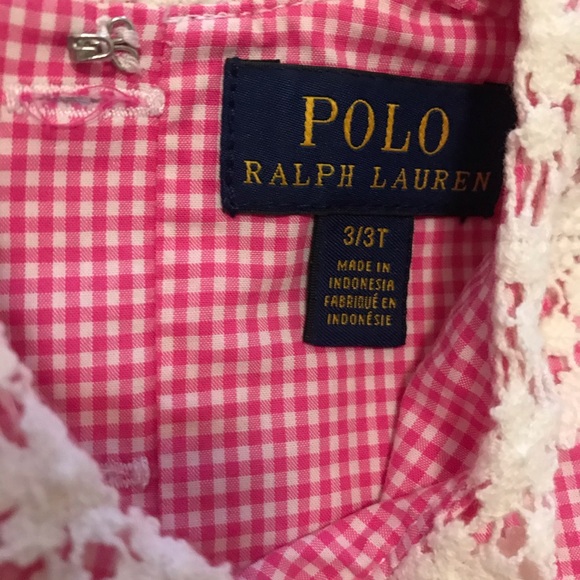 POLO
RALPH LAUREN
3/3T
MADE IN
INDONESIA
FABRIQUÉ EN
INDONÉSIE